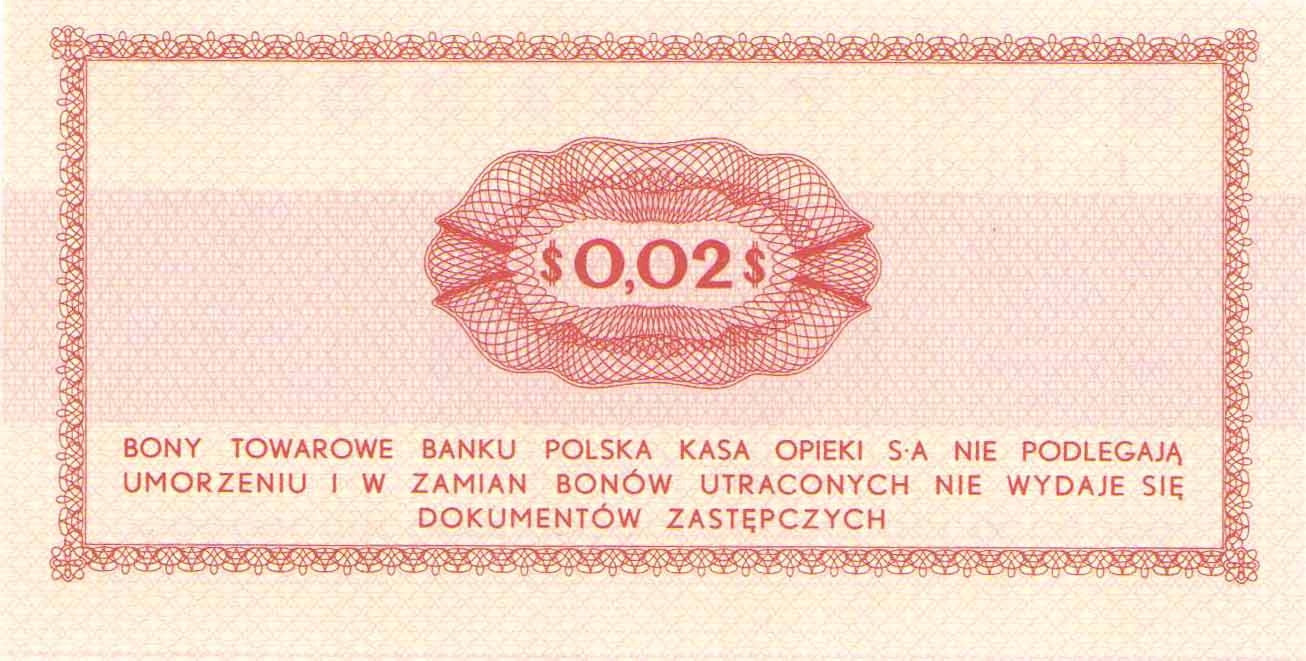 $0,02$
BONY TOWAROWE BANKU POLSKA KASA OPIEKI S·A NIE PODLEGAJĄ
UMORZENIU I W ZAMIAN BONÓW UTRACONYCH NIE WYDAJE SIĘ
DOKUMENTÓW ZASTĘPCZYCH